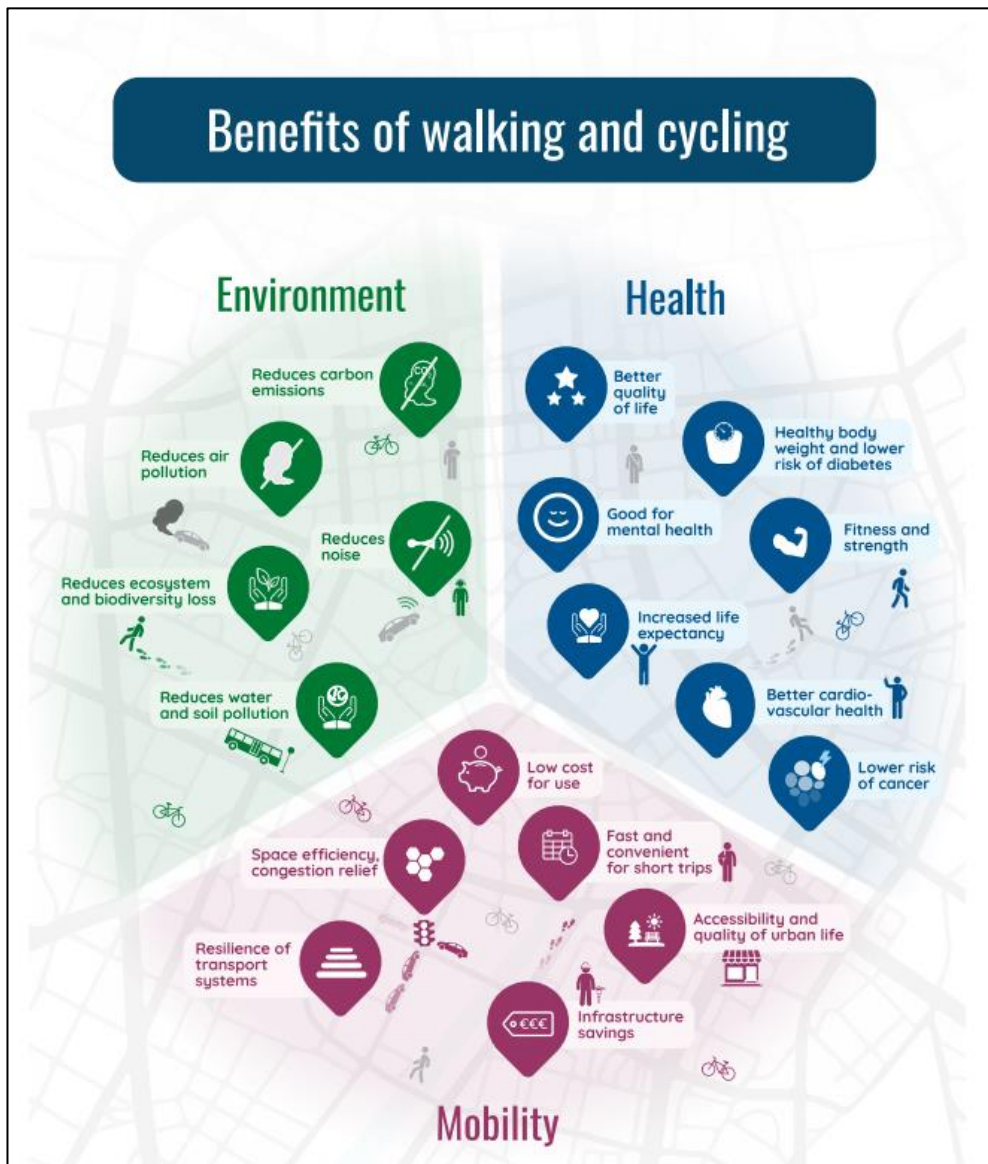 Benefits of walking and cycling
Environment
Reduces carbon
emissions
CO₂
Reduces air
pollution
Reduces
noise
Reduces ecosystem
and biodiversity loss
Reduces water
and soil pollution
Health
Better
quality
of life
Healthy body
weight and lower
risk of diabetes
Good for
mental health
Fitness and
strength
Increased life
expectancy
Better cardio-
vascular health
Lower risk
of cancer
Low cost
for use
Space efficiency,
congestion relief
Fast and
convenient
for short trips
Resilience of
transport
systems
Accessibility and
quality of urban life
€€€
Infrastructure
savings
Mobility